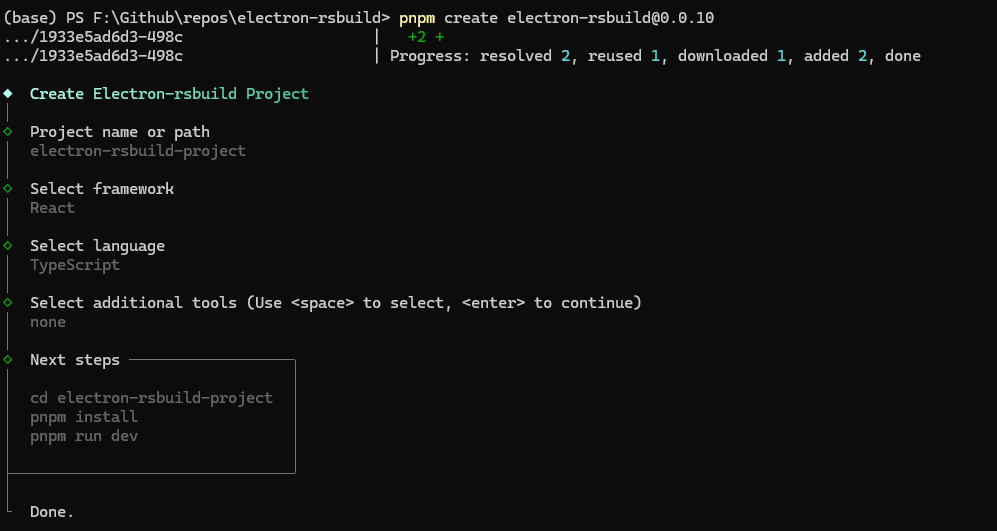 (base) PS F:\Github\repos\electron-rsbuild> pnpm create electron-rsbuild@0.0.10
.../1933e5ad6d3-498c | +2 +
.../1933e5ad6d3-498c | Progress: resolved 2, reused 1, downloaded 1, added 2, done
Create Electron-rsbuild Project
Project name or path
electron-rsbuild-project
Select framework
React
Select language
TypeScript
Select additional tools (Use <space> to select, <enter> to continue)
none
Next steps
cd electron-rsbuild-project
pnpm install
pnpm run dev
Done.